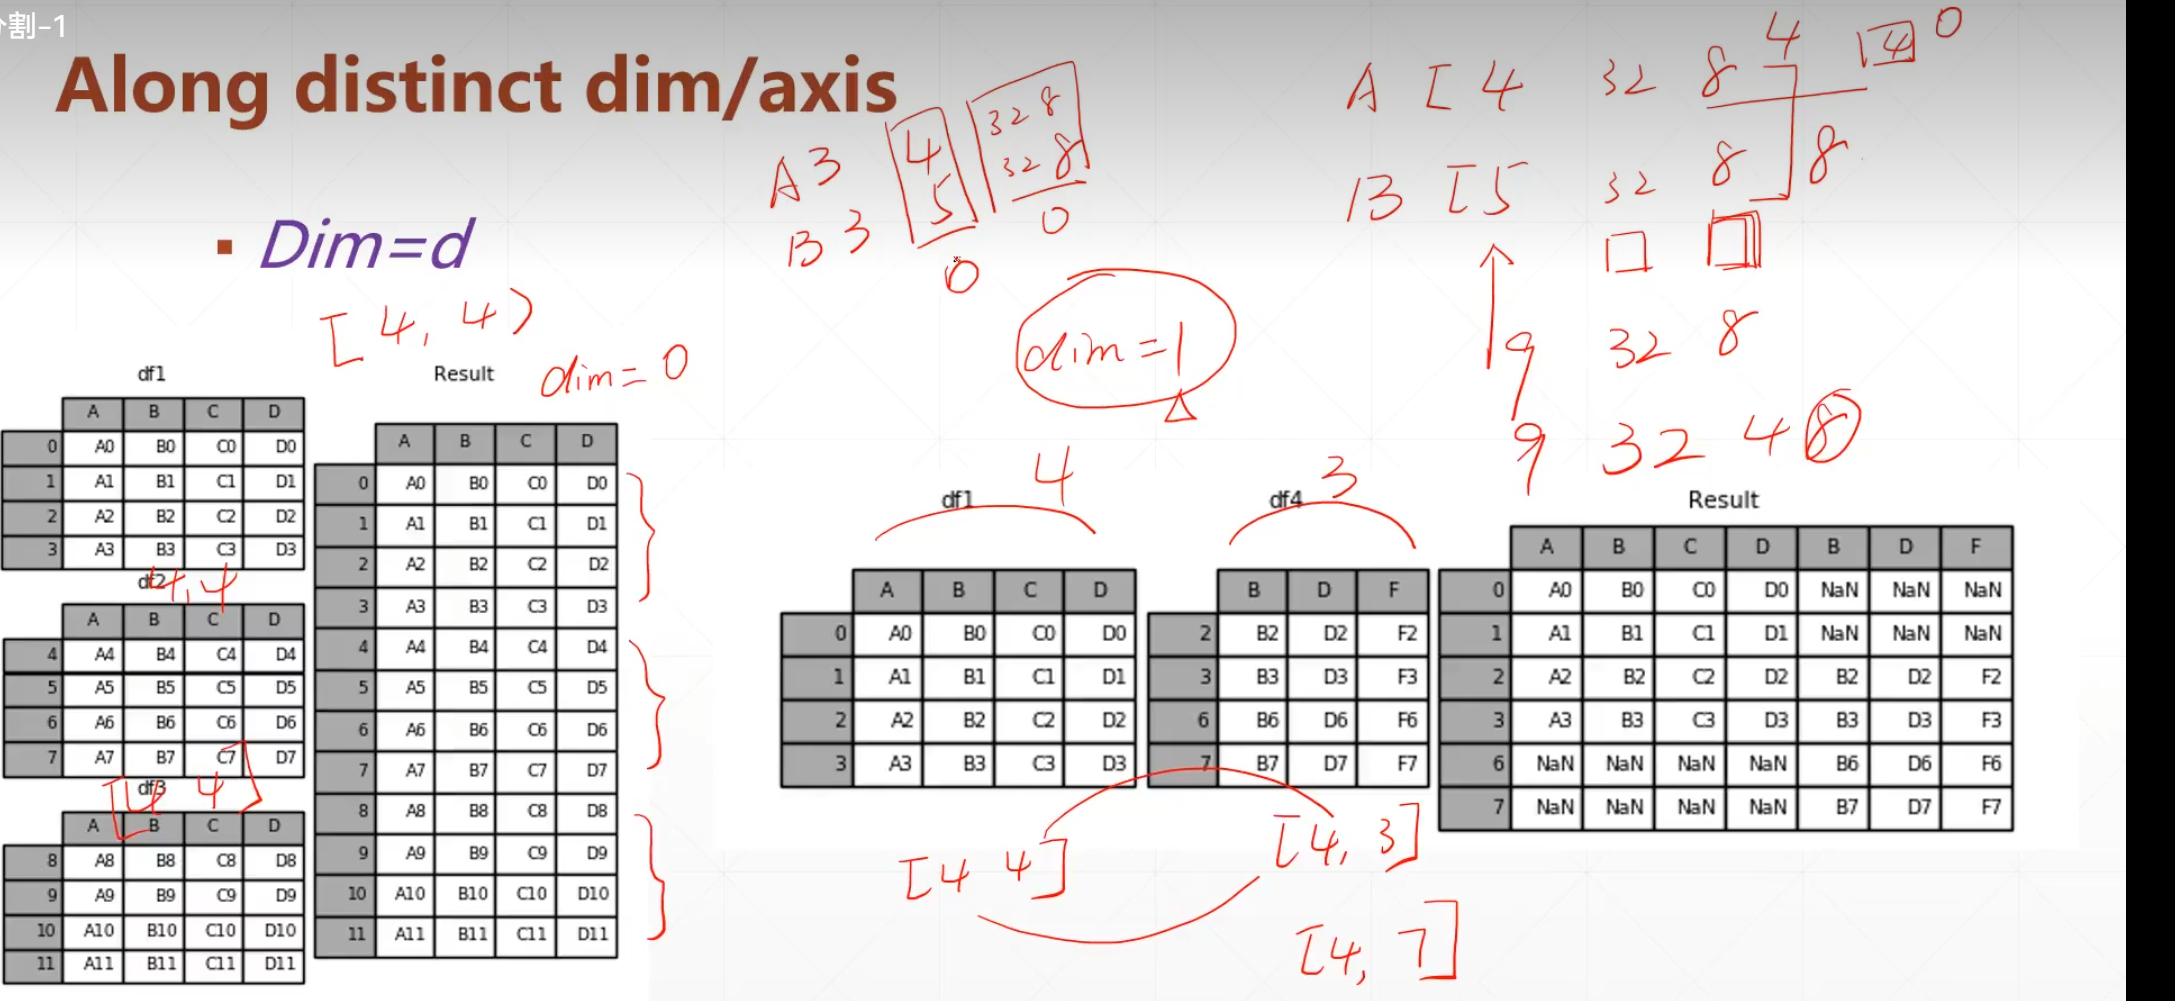 割-1
Along distinct dim/axis
▪ Dim=d
A 3 4 32 8
B 3 5 32 8
0 0
A [4 32 8 4 4 0
B [5 32 8 8
9 32 8
9 32 4 8
[4, 4)
dim=0
dim=1
df1
A B C D
0 A0 B0 C0 D0
1 A1 B1 C1 D1
2 A2 B2 C2 D2
3 A3 B3 C3 D3
df2
4,4
A B C D
4 A4 B4 C4 D4
5 A5 B5 C5 D5
6 A6 B6 C6 D6
7 A7 B7 C7 D7
df3
[4 4]
A B C D
8 A8 B8 C8 D8
9 A9 B9 C9 D9
10 A10 B10 C10 D10
11 A11 B11 C11 D11
Result
A B C D
0 A0 B0 C0 D0
1 A1 B1 C1 D1
2 A2 B2 C2 D2
3 A3 B3 C3 D3
4 A4 B4 C4 D4
5 A5 B5 C5 D5
6 A6 B6 C6 D6
7 A7 B7 C7 D7
8 A8 B8 C8 D8
9 A9 B9 C9 D9
10 A10 B10 C10 D10
11 A11 B11 C11 D11
4
df1
A B C D
0 A0 B0 C0 D0
1 A1 B1 C1 D1
2 A2 B2 C2 D2
3 A3 B3 C3 D3
3
df4
B D F
2 B2 D2 F2
3 B3 D3 F3
6 B6 D6 F6
7 B7 D7 F7
Result
A B C D B D F
0 A0 B0 C0 D0 NaN NaN NaN
1 A1 B1 C1 D1 NaN NaN NaN
2 A2 B2 C2 D2 B2 D2 F2
3 A3 B3 C3 D3 B3 D3 F3
6 NaN NaN NaN NaN B6 D6 F6
7 NaN NaN NaN NaN B7 D7 F7
[4 4]
[4, 3]
[4, 7]